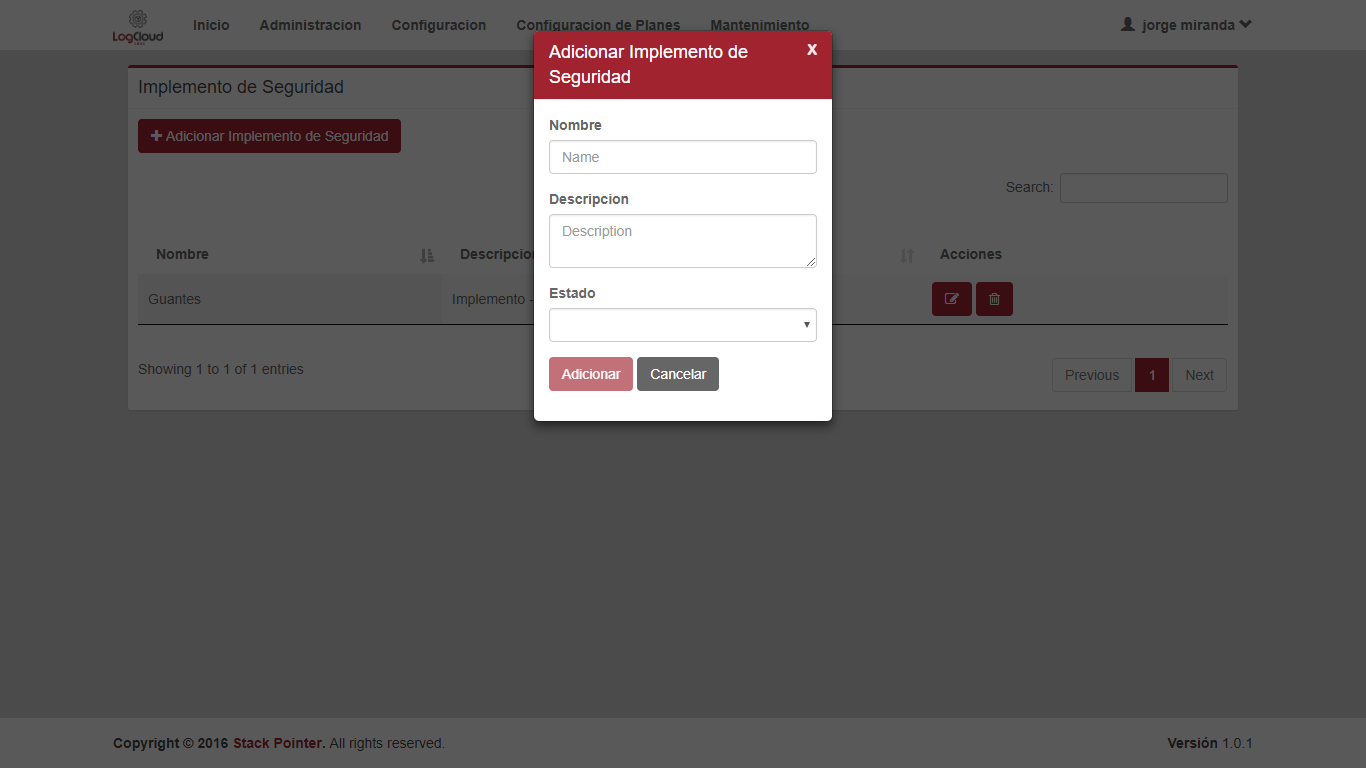 LogCloud
Inicio Administracion Configuracion Configuracion de Planes Mantenimiento jorge miranda
Adicionar Implemento de
Seguridad
x
Implemento de Seguridad
+ Adicionar Implemento de Seguridad
Nombre
Name
Search:
Descripcion
Description
Nombre Descripcion Acciones
Estado
Guantes Implemento -
Showing 1 to 1 of 1 entries
Adicionar Cancelar
Previous 1 Next
Copyright © 2016 Stack Pointer. All rights reserved.
Versión 1.0.1